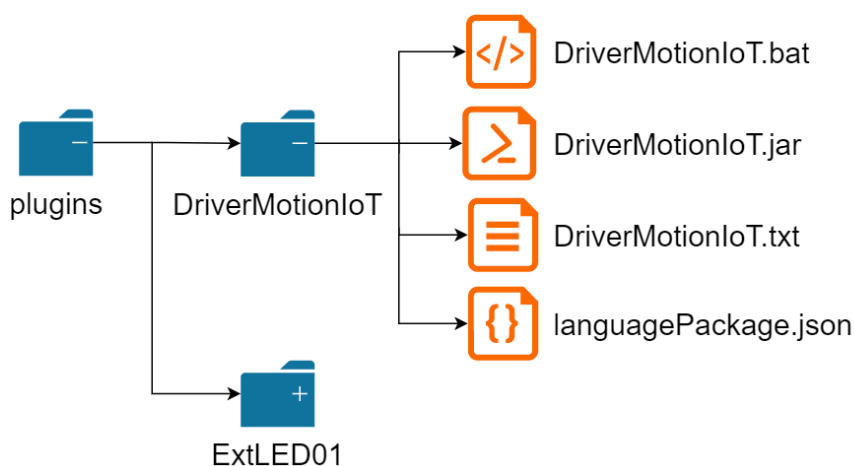 plugins
DriverMotionIoT
DriverMotionIoT.bat
DriverMotionIoT.jar
DriverMotionIoT.txt
languagePackage.json
ExtLED01